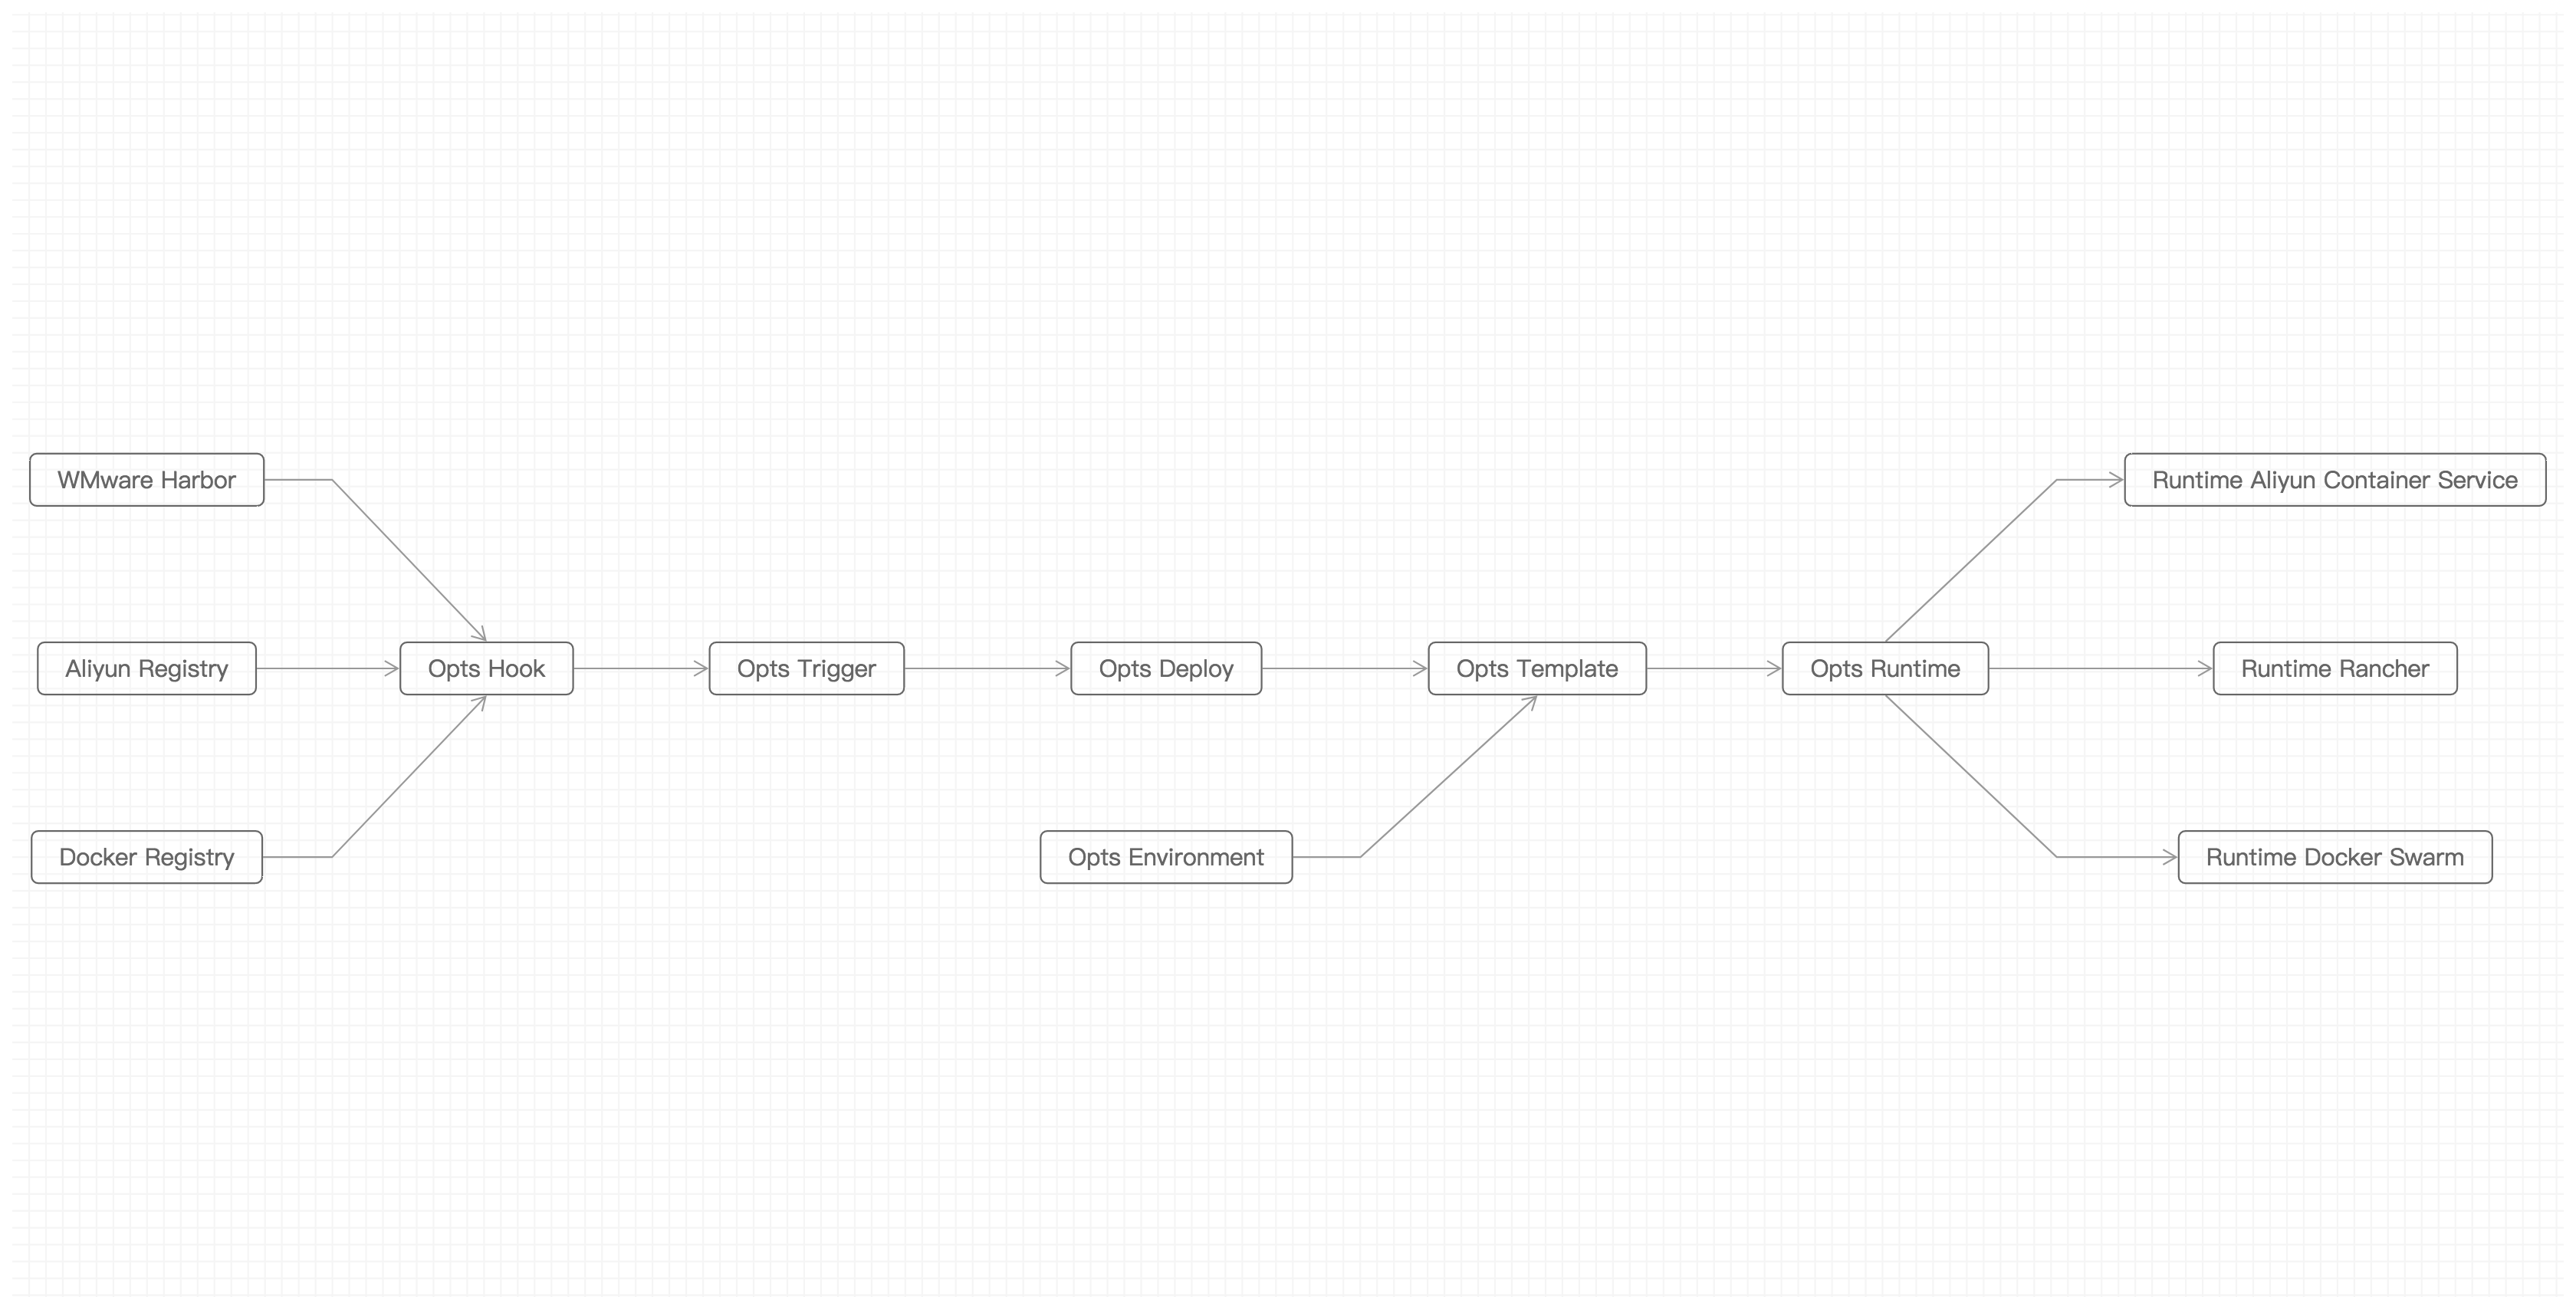 WMware Harbor
Runtime Aliyun Container Service
Aliyun Registry
Opts Hook
Opts Trigger
Opts Deploy
Opts Template
Opts Runtime
Runtime Rancher
Docker Registry
Opts Environment
Runtime Docker Swarm